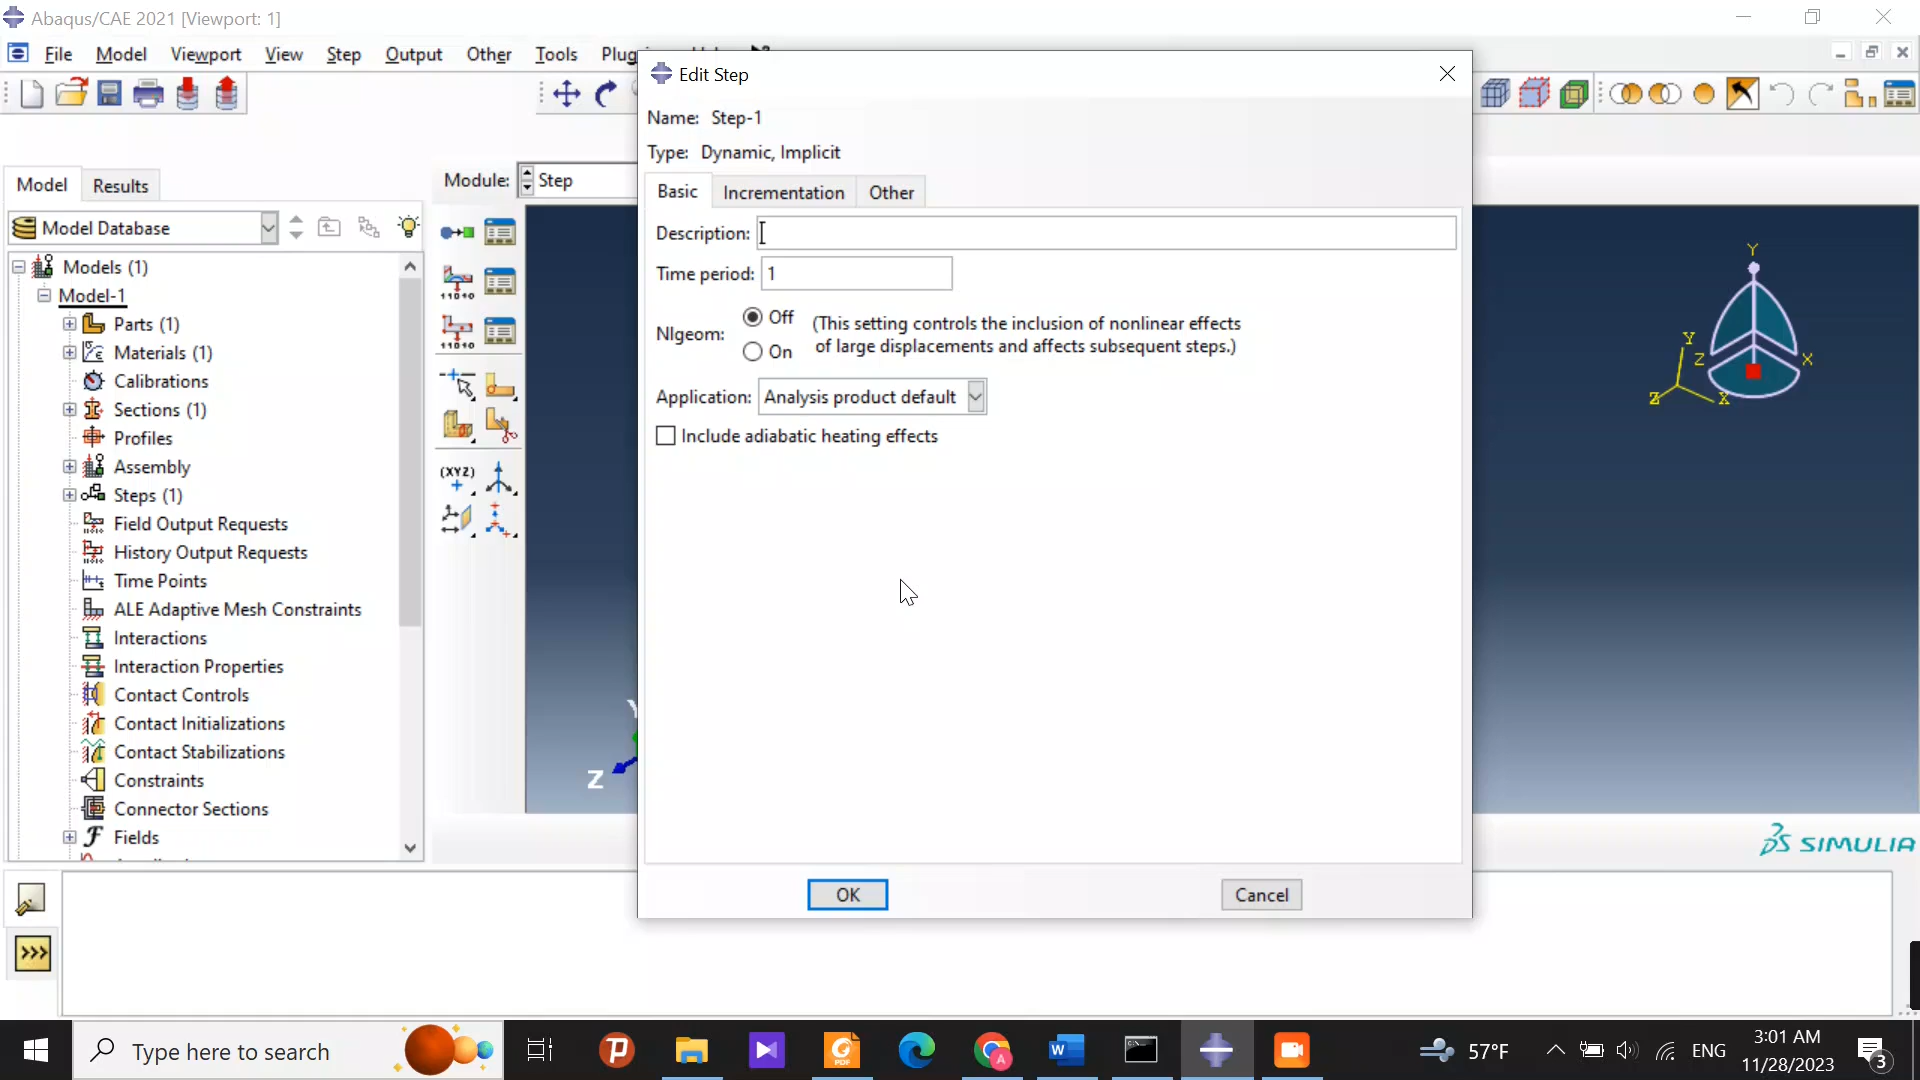 Abaqus/CAE 2021 [Viewport: 1]
File Model Viewport View Step Output Other Tools
Edit Step
Name: Step-1
Type: Dynamic, Implicit
Model Results
Module: Step
Basic Incrementation Other
Model Database
Description:
Time period: 1
Models (1)
Model-1
Parts (1)
Materials (1)
Calibrations
Sections (1)
Profiles
Assembly
Steps (1)
Field Output Requests
History Output Requests
Time Points
ALE Adaptive Mesh Constraints
Interactions
Interaction Properties
Contact Controls
Contact Initializations
Contact Stabilizations
Constraints
Connector Sections
Fields
Nlgeom: Off (This setting controls the inclusion of nonlinear effects
On of large displacements and affects subsequent steps.)
Application: Analysis product default
Include adiabatic heating effects
(XYZ)
Y
Y
Z X
Z X
Z
SIMULIA
OK Cancel
>>>
Type here to search
57°F
ENG
3:01 AM
11/28/2023
3